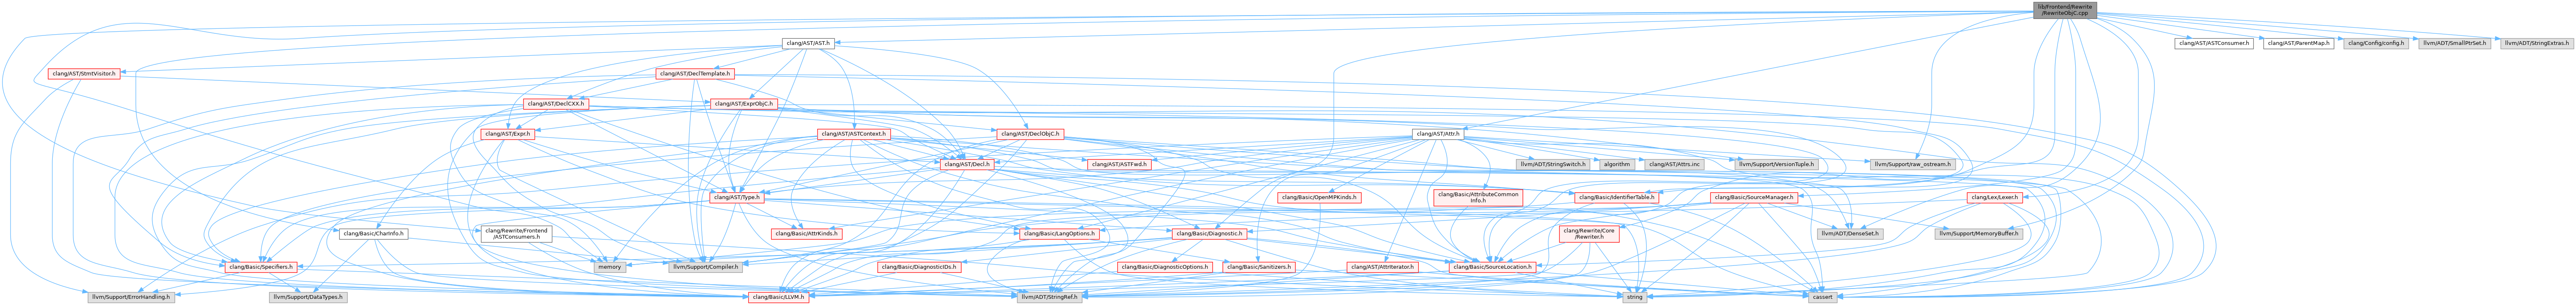 lib/Frontend/Rewrite
/RewriteObjC.cpp
clang/AST/AST.h
clang/AST/ASTConsumer.h
clang/AST/ParentMap.h
clang/Config/config.h
llvm/ADT/SmallPtrSet.h
llvm/ADT/StringExtras.h
clang/AST/StmtVisitor.h
clang/AST/DeclTemplate.h
clang/AST/DeclCXX.h
clang/AST/ExprObjC.h
clang/AST/Expr.h
clang/AST/ASTContext.h
clang/AST/DeclObjC.h
clang/AST/Attr.h
clang/AST/Decl.h
clang/AST/ASTFwd.h
llvm/ADT/StringSwitch.h
algorithm
clang/AST/Attrs.inc
llvm/Support/VersionTuple.h
llvm/Support/raw_ostream.h
clang/AST/Type.h
clang/Basic/OpenMPKinds.h
clang/Basic/AttributeCommon
Info.h
clang/Basic/IdentifierTable.h
clang/Basic/SourceManager.h
clang/Lex/Lexer.h
clang/Basic/CharInfo.h
clang/Rewrite/Frontend
/ASTConsumers.h
clang/Basic/AttrKinds.h
clang/Basic/LangOptions.h
clang/Basic/Diagnostic.h
clang/Rewrite/Core
/Rewriter.h
llvm/ADT/DenseSet.h
llvm/Support/MemoryBuffer.h
clang/Basic/Specifiers.h
memory
llvm/Support/Compiler.h
clang/Basic/DiagnosticIDs.h
clang/Basic/DiagnosticOptions.h
clang/Basic/Sanitizers.h
clang/AST/AttrIterator.h
clang/Basic/SourceLocation.h
llvm/Support/ErrorHandling.h
llvm/Support/DataTypes.h
clang/Basic/LLVM.h
llvm/ADT/StringRef.h
string
cassert